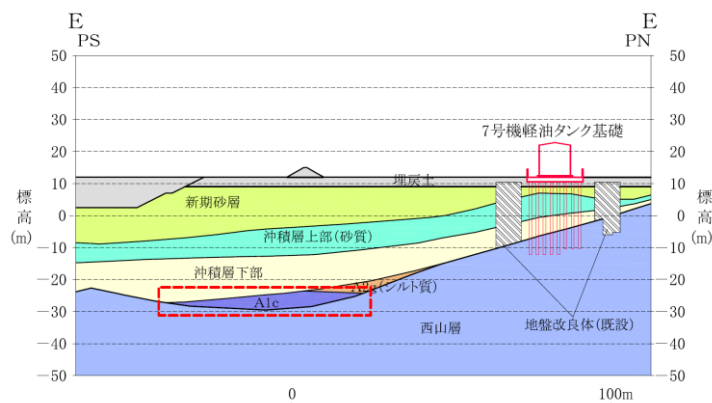 E E
PS PN
50 50
40 40
30 30
7号機軽油タンク基礎
20 20
埋戻土
10 10
新期砂層
標高(m) 0 0 標高(m)
沖積層上部(砂質)
-10 -10
沖積層下部
-20 -20
(シルト質)
A1c
-30 -30
西山層 地盤改良体(既設)
-40 -40
-50 -50
0 100m